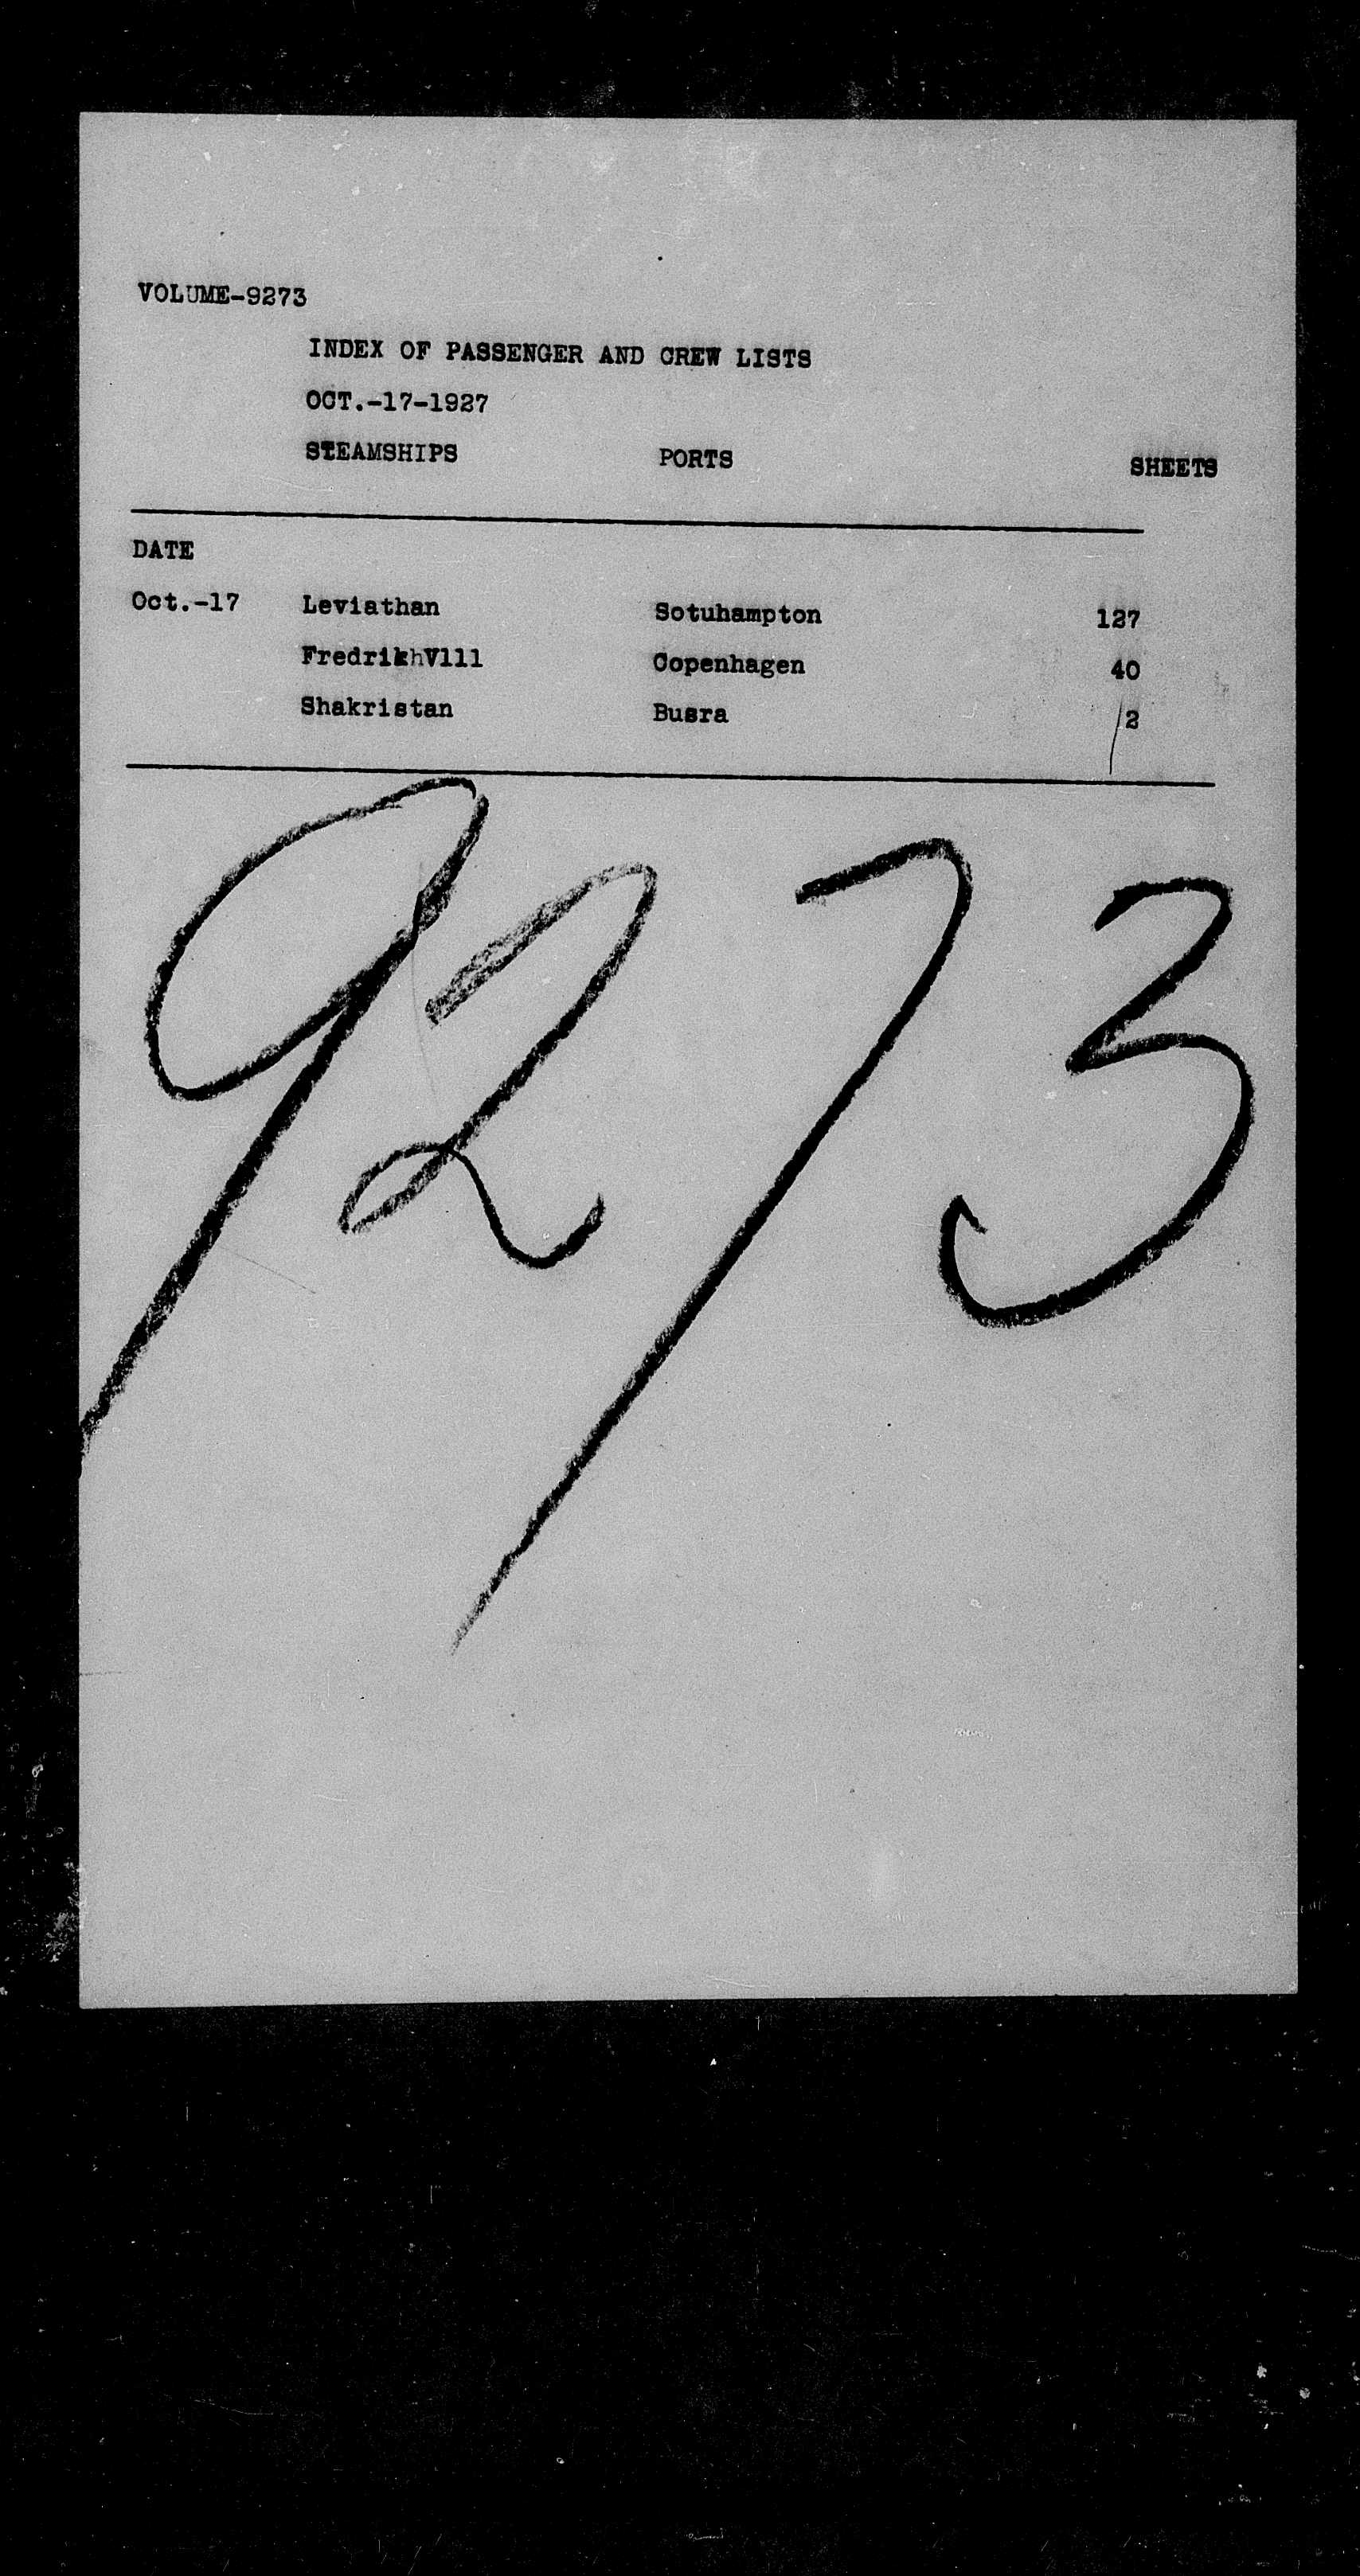 VOLUME-9273
INDEX OF PASSENGER AND CREW LISTS
OCT.-17-1927
STEAMSHIPS PORTS SHEETS
DATE
Oct.-17 Leviathan Sotuhampton 127
FredrikhVlll Copenhagen 40
Shakristan Busra 2
9273